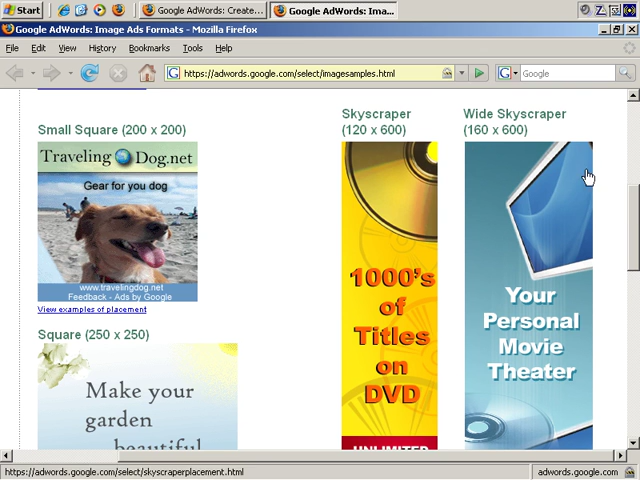 Start
Google AdWords: Create...
Google AdWords: Ima...
Google AdWords: Image Ads Formats - Mozilla Firefox
File Edit View History Bookmarks Tools Help
https://adwords.google.com/select/imagesamples.html
Google
Small Square (200 x 200)
Traveling Dog.net
Gear for you dog
www.travelingdog.net
Feedback - Ads by Google
View examples of placement
Square (250 x 250)
Make your
garden
beautiful
Skyscraper
(120 x 600)
1000's
of
Titles
on
DVD
UNLIMITED
Wide Skyscraper
(160 x 600)
Your
Personal
Movie
Theater
https://adwords.google.com/select/skyscraperplacement.html
adwords.google.com